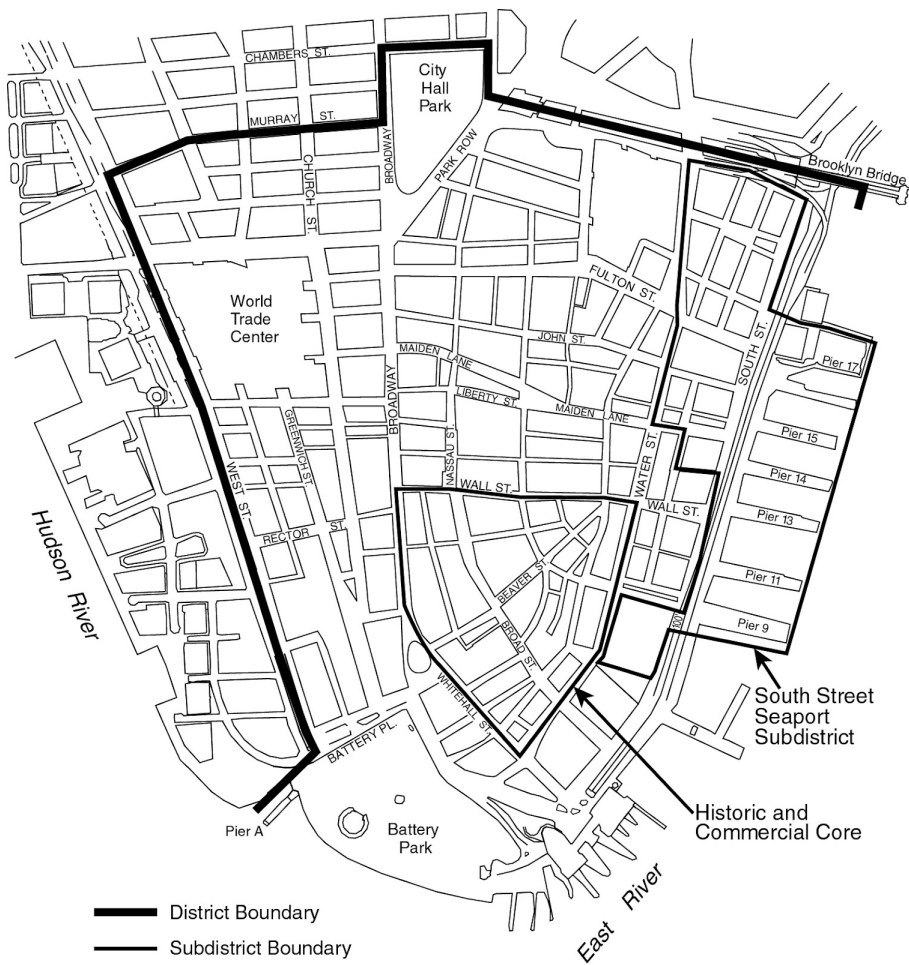 CHAMBERS ST.
City
Hall
Park
MURRAY ST.
BROADWAY
PARK ROW
CHURCH ST.
Brooklyn Bridge
FULTON ST.
World
Trade
Center
JOHN ST.
SOUTH ST.
MAIDEN LANE
Pier 17
BROADWAY
LIBERTY ST.
MAIDEN LANE
GREENWICH ST.
NASSAU ST.
WATER ST.
Pier 15
WEST ST.
WALL ST.
Pier 14
WALL ST.
Pier 13
RECTOR ST.
Hudson River
BEAVER ST.
Pier 11
BROAD ST.
100'
Pier 9
WHITEHALL ST.
South Street
Seaport
Subdistrict
BATTERY PL.
Pier A
Battery
Park
Historic and
Commercial Core
East River
District Boundary
Subdistrict Boundary